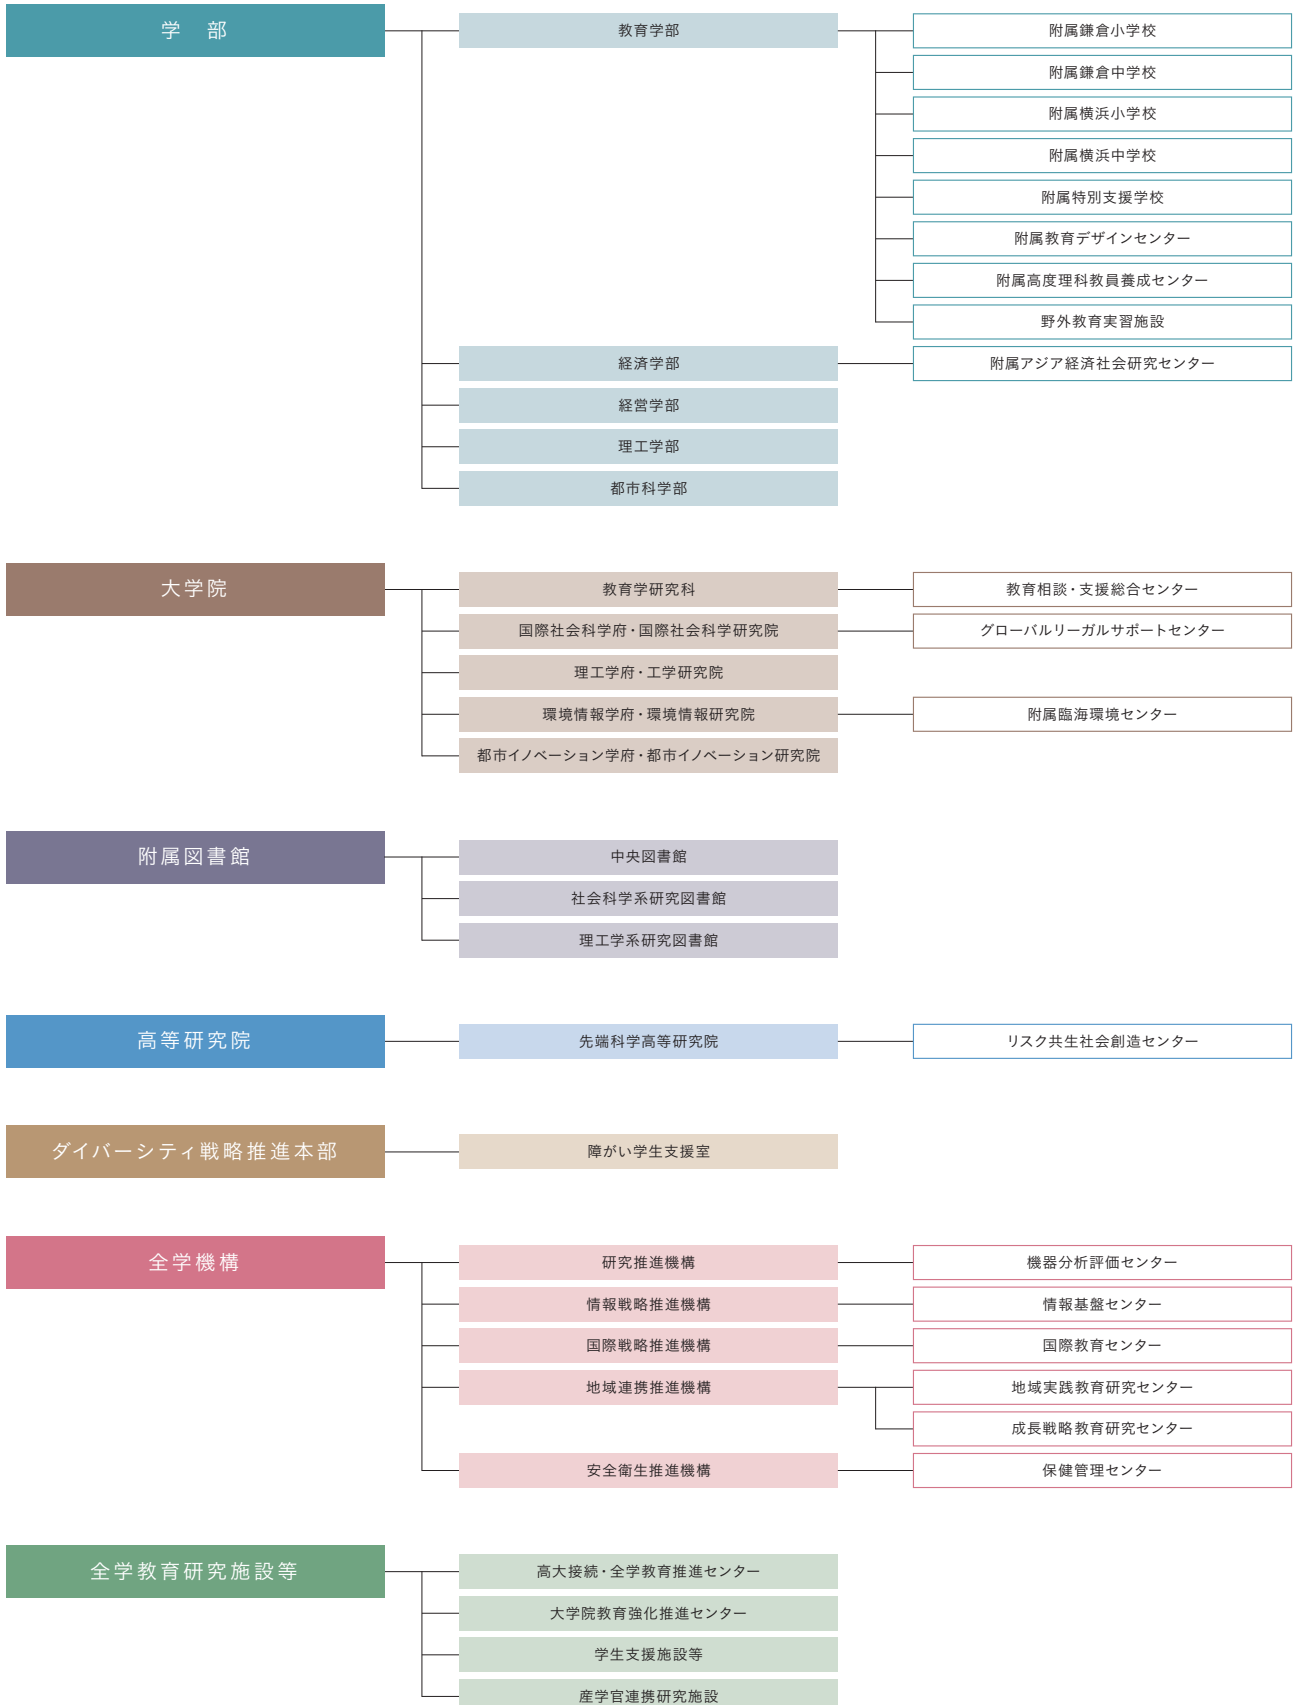 学　部
教育学部
附属鎌倉小学校
附属鎌倉中学校
附属横浜小学校
附属横浜中学校
附属特別支援学校
附属教育デザインセンター
附属高度理科教員養成センター
野外教育実習施設
経済学部
附属アジア経済社会研究センター
経営学部
理工学部
都市科学部
大学院
教育学研究科
教育相談・支援総合センター
国際社会科学府・国際社会科学研究院
グローバルリーガルサポートセンター
理工学府・工学研究院
環境情報学府・環境情報研究院
附属臨海環境センター
都市イノベーション学府・都市イノベーション研究院
附属図書館
中央図書館
社会科学系研究図書館
理工学系研究図書館
高等研究院
先端科学高等研究院
リスク共生社会創造センター
ダイバーシティ戦略推進本部
障がい学生支援室
全学機構
研究推進機構
機器分析評価センター
情報戦略推進機構
情報基盤センター
国際戦略推進機構
国際教育センター
地域連携推進機構
地域実践教育研究センター
成長戦略教育研究センター
安全衛生推進機構
保健管理センター
全学教育研究施設等
高大接続・全学教育推進センター
大学院教育強化推進センター
学生支援施設等
産学官連携研究施設